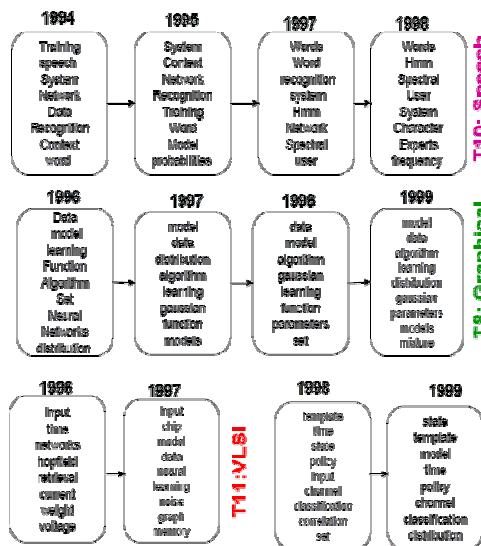 1994
Training
speech
System
Network
Data
Recognition
Context
word
1995
System
Context
Network
Recognition
Training
Word
Model
probabilities
1997
Words
Word
recognition
system
Hmm
Network
Spectral
user
1998
Words
Hmm
Spectral
User
System
Character
Experts
frequency
T10: Speech
1996
Data
model
learning
Function
Algorithm
Set
Neural
Networks
distribution
1997
model
data
distribution
algorithm
learning
gaussian
function
models
1998
data
model
algorithm
gaussian
learning
function
parameters
set
1999
model
data
algorithm
learning
distribution
gaussian
parameters
models
mixture
T8: Graphical
1996
input
time
networks
hopfield
retrieval
current
weight
voltage
1997
input
chip
model
data
neural
learning
noise
graph
memory
T11:VLSI
1998
template
time
state
policy
input
channel
classification
correlation
set
1999
state
template
model
time
policy
channel
classification
distribution